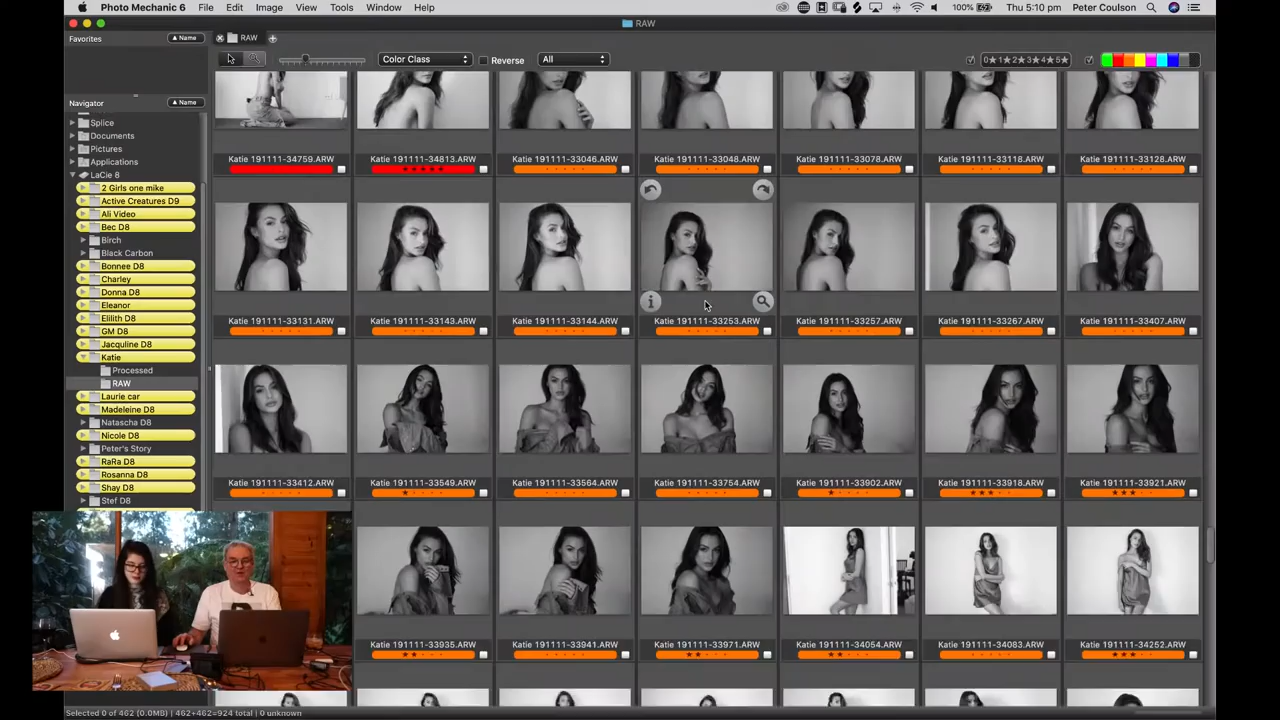 Photo Mechanic 6 File Edit Image View Tools Window Help 100% Thu 5:10 pm Peter Coulson
RAW
Favorites Name RAW
Color Class Reverse All 0★1★2★3★4★5★
Navigator Name
Splice
Documents
Pictures
Applications
LaCie 8
2 Girls one mike
Active Creatures D9
Ali Video
Bec D8
Birch
Black Carbon
Bonnee D8
Charley
Donna D8
Eleanor
Elilith D8
GM D8
Jacquline D8
Katie
Processed
RAW
Laurie car
Madeleine D8
Natascha D8
Nicole D8
Peter's Story
RaRa D8
Rosanna D8
Shay D8
Stef D8
Katie 191111-34759.ARW Katie 191111-34813.ARW Katie 191111-33046.ARW Katie 191111-33048.ARW Katie 191111-33078.ARW Katie 191111-33118.ARW Katie 191111-33128.ARW
Katie 191111-33131.ARW Katie 191111-33143.ARW Katie 191111-33144.ARW Katie 191111-33253.ARW Katie 191111-33257.ARW Katie 191111-33267.ARW Katie 191111-33407.ARW
Katie 191111-33412.ARW Katie 191111-33549.ARW Katie 191111-33564.ARW Katie 191111-33754.ARW Katie 191111-33902.ARW Katie 191111-33918.ARW Katie 191111-33921.ARW
Katie 191111-33935.ARW Katie 191111-33941.ARW Katie 191111-33971.ARW Katie 191111-34054.ARW Katie 191111-34083.ARW Katie 191111-34252.ARW
Selected 0 of 462 (0.0MB) | 462+462=924 total | 0 unknown